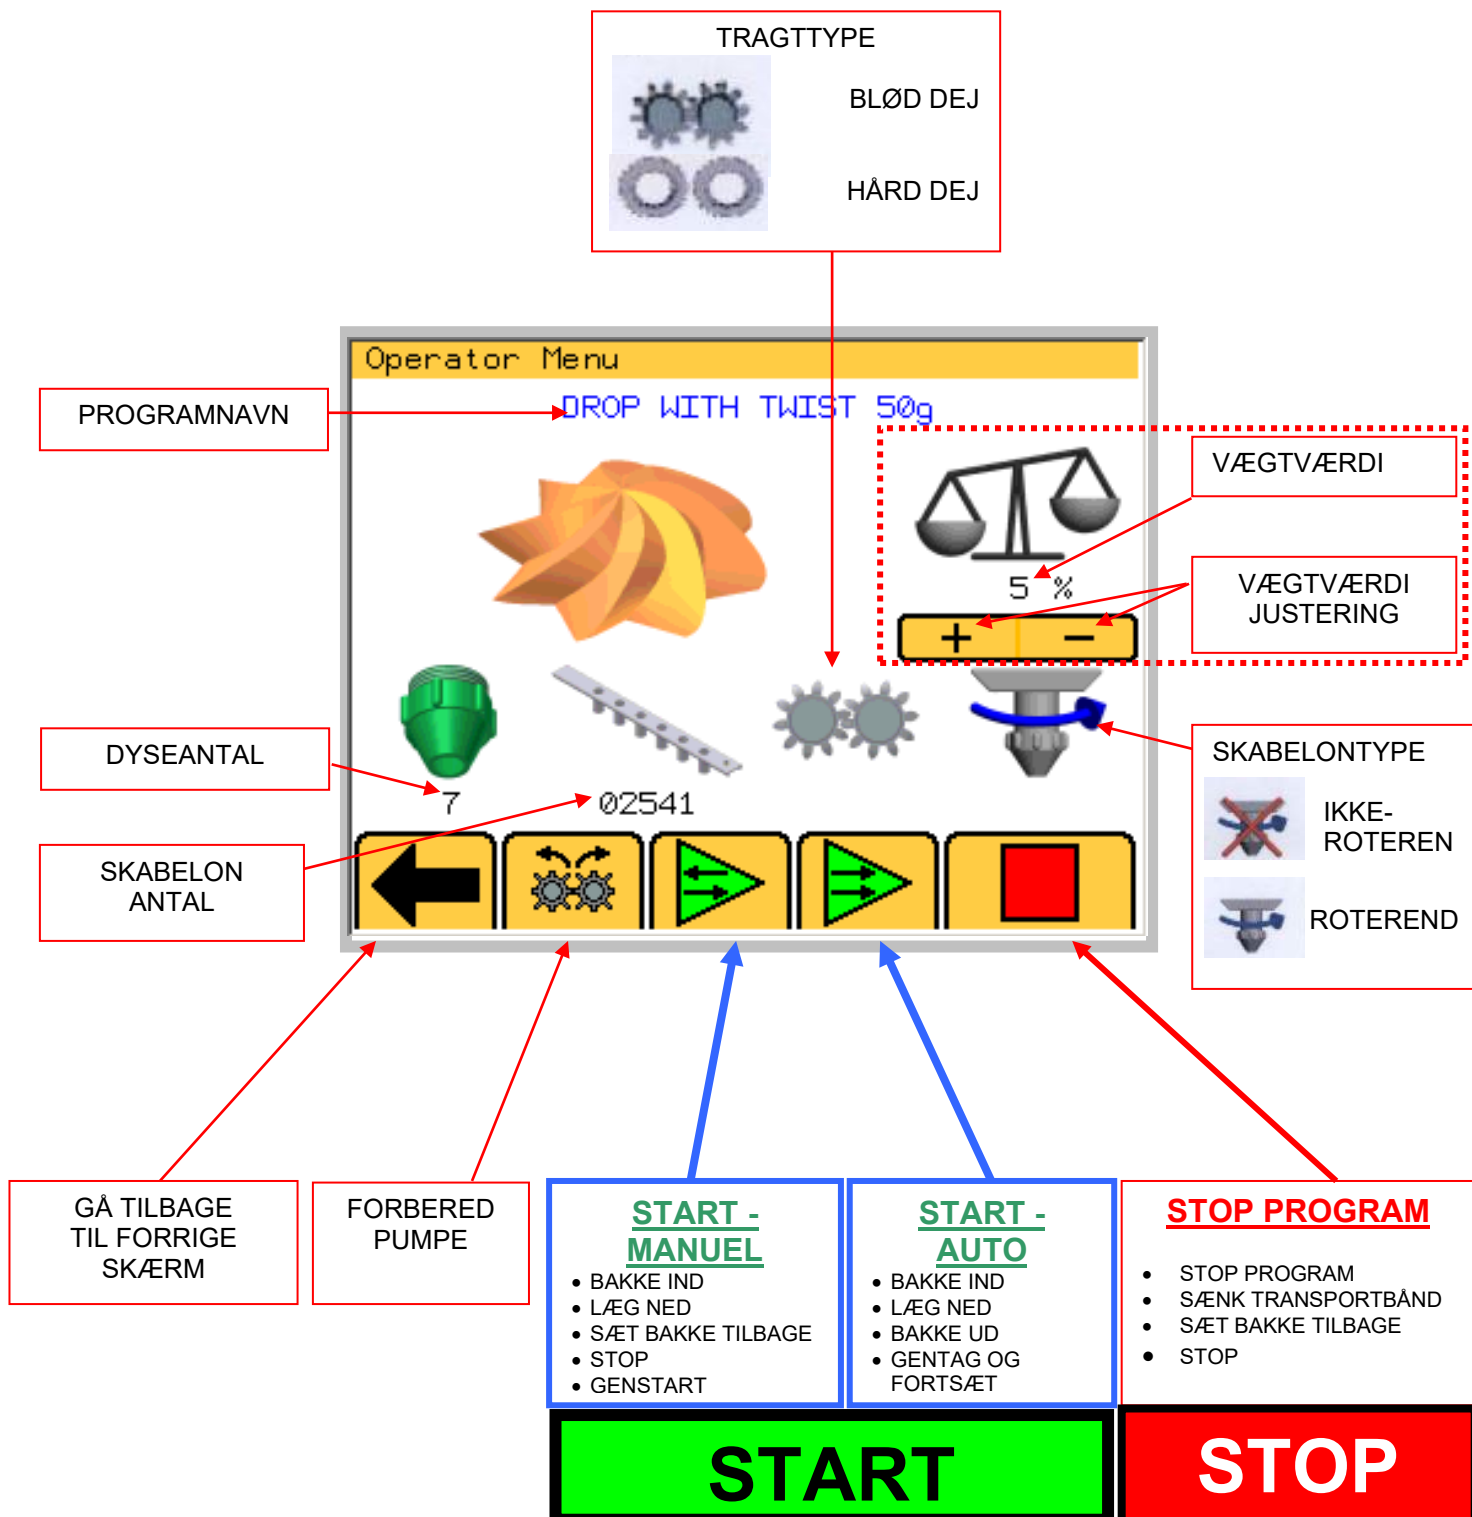 TRAGTTYPE
BLØD DEJ
HÅRD DEJ
Operator Menu
PROGRAMNAVN
DROP WITH TWIST 50g
VÆGTVÆRDI
5 %
VÆGTVÆRDI
JUSTERING
+ −
DYSEANTAL
7
02541
SKABELON
ANTAL
SKABELONTYPE
IKKE-
ROTEREN
ROTEREND
GÅ TILBAGE
TIL FORRIGE
SKÆRM
FORBERED
PUMPE
START -
MANUEL
• BAKKE IND
• LÆG NED
• SÆT BAKKE TILBAGE
• STOP
• GENSTART
START -
AUTO
• BAKKE IND
• LÆG NED
• BAKKE UD
• GENTAG OG
FORTSÆT
STOP PROGRAM
• STOP PROGRAM
• SÆNK TRANSPORTBÅND
• SÆT BAKKE TILBAGE
• STOP
START
STOP